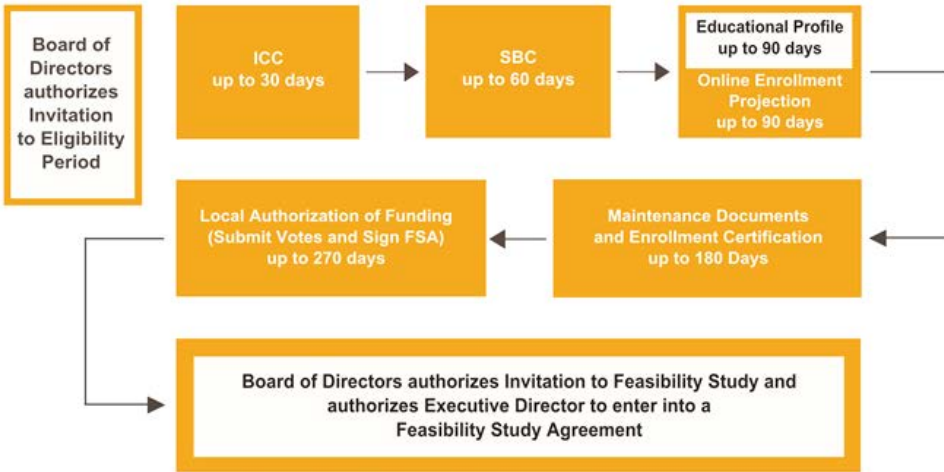 Board of
Directors
authorizes
Invitation
to Eligibility
Period
ICC
up to 30 days
SBC
up to 60 days
Educational Profile
up to 90 days
Online Enrollment
Projection
up to 90 days
Maintenance Documents
and Enrollment Certification
up to 180 Days
Local Authorization of Funding
(Submit Votes and Sign FSA)
up to 270 days
Board of Directors authorizes Invitation to Feasibility Study and
authorizes Executive Director to enter into a
Feasibility Study Agreement